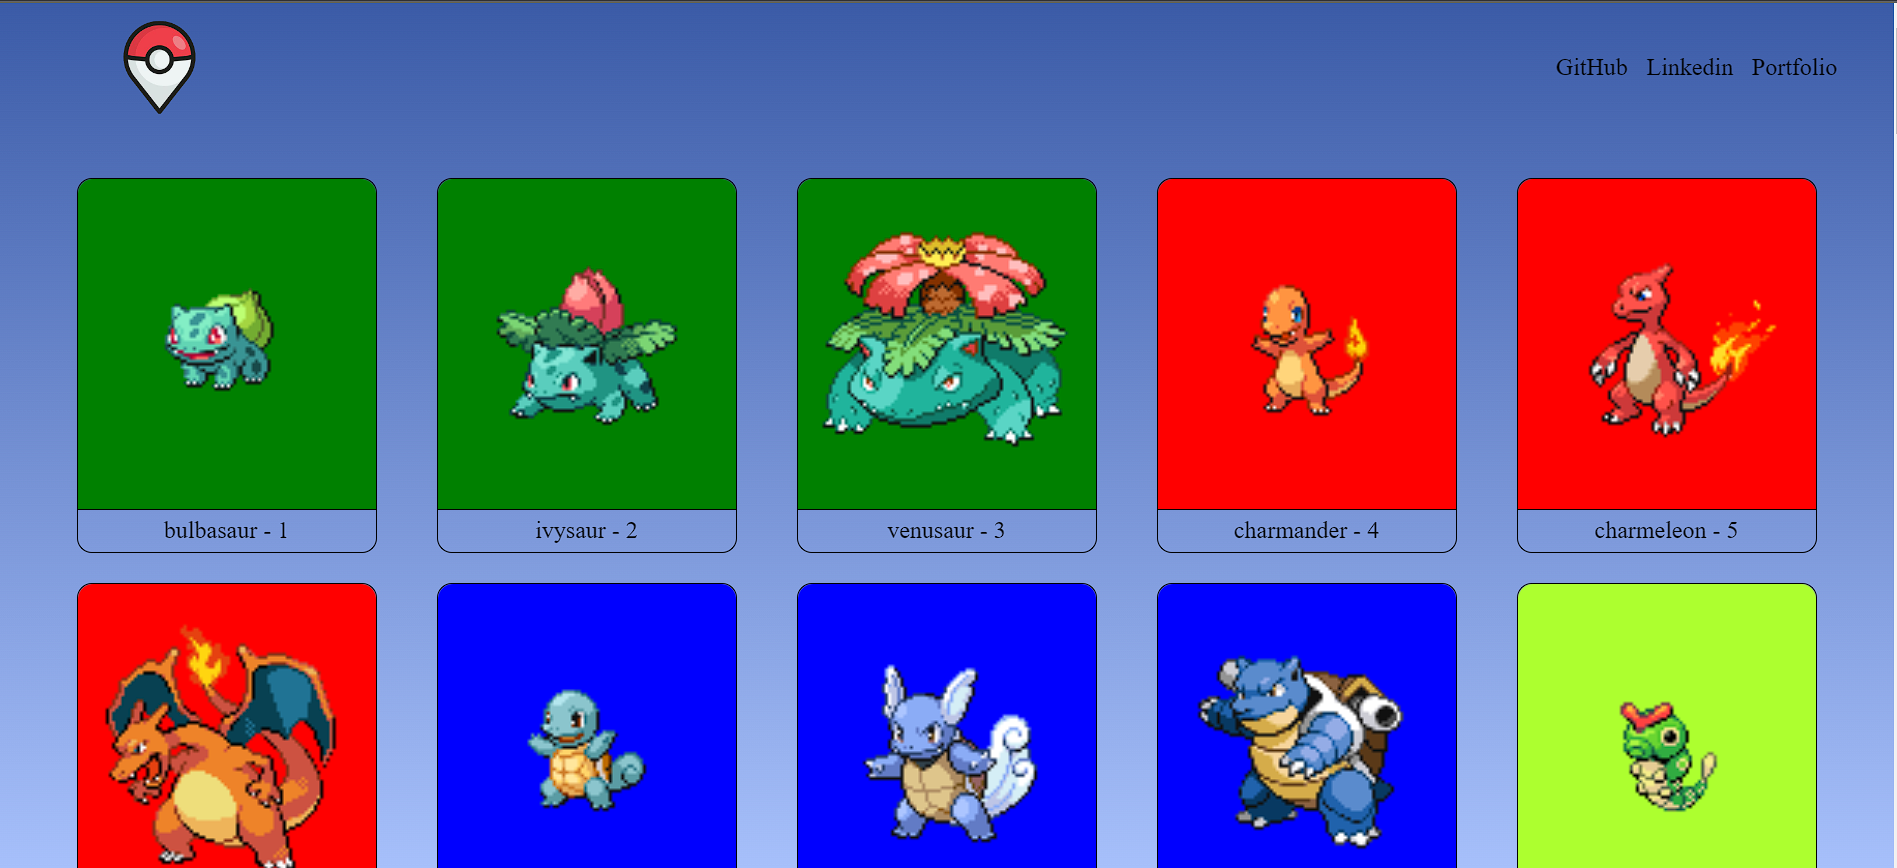 GitHub Linkedin Portfolio
bulbasaur - 1
ivysaur - 2
venusaur - 3
charmander - 4
charmeleon - 5